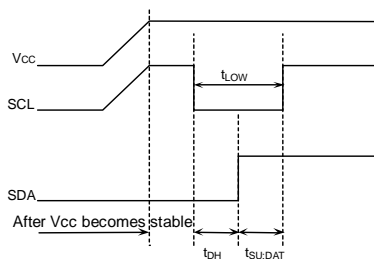 Vcc
tLOW
SCL
SDA
After Vcc becomes stable
tDH
tSU:DAT